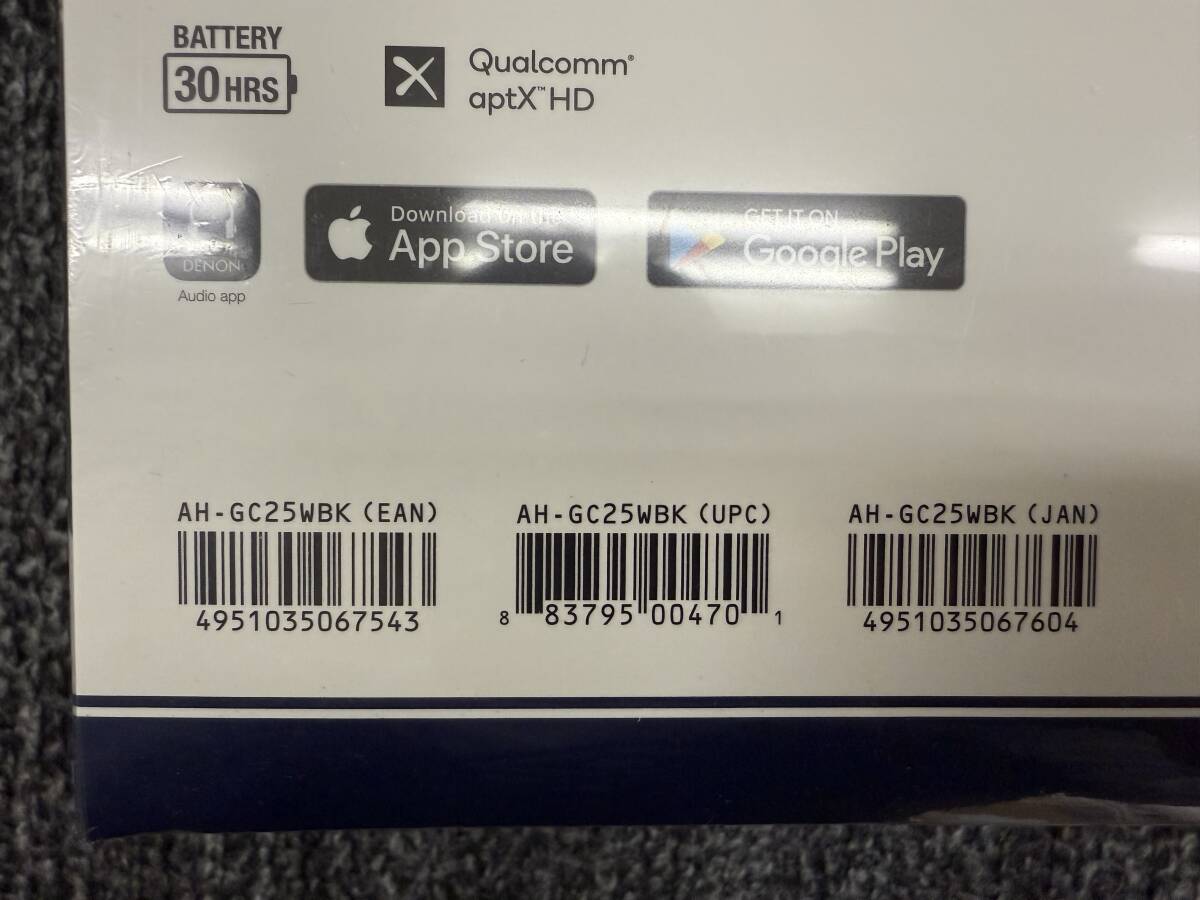 BATTERY
30 HRS
Qualcomm®
aptX™ HD
DENON
Audio app
Download on the
App Store
GET IT ON
Google Play
AH-GC25WBK (EAN)
4951035067543
AH-GC25WBK (UPC)
8 83795 00470 1
AH-GC25WBK (JAN)
4951035067604